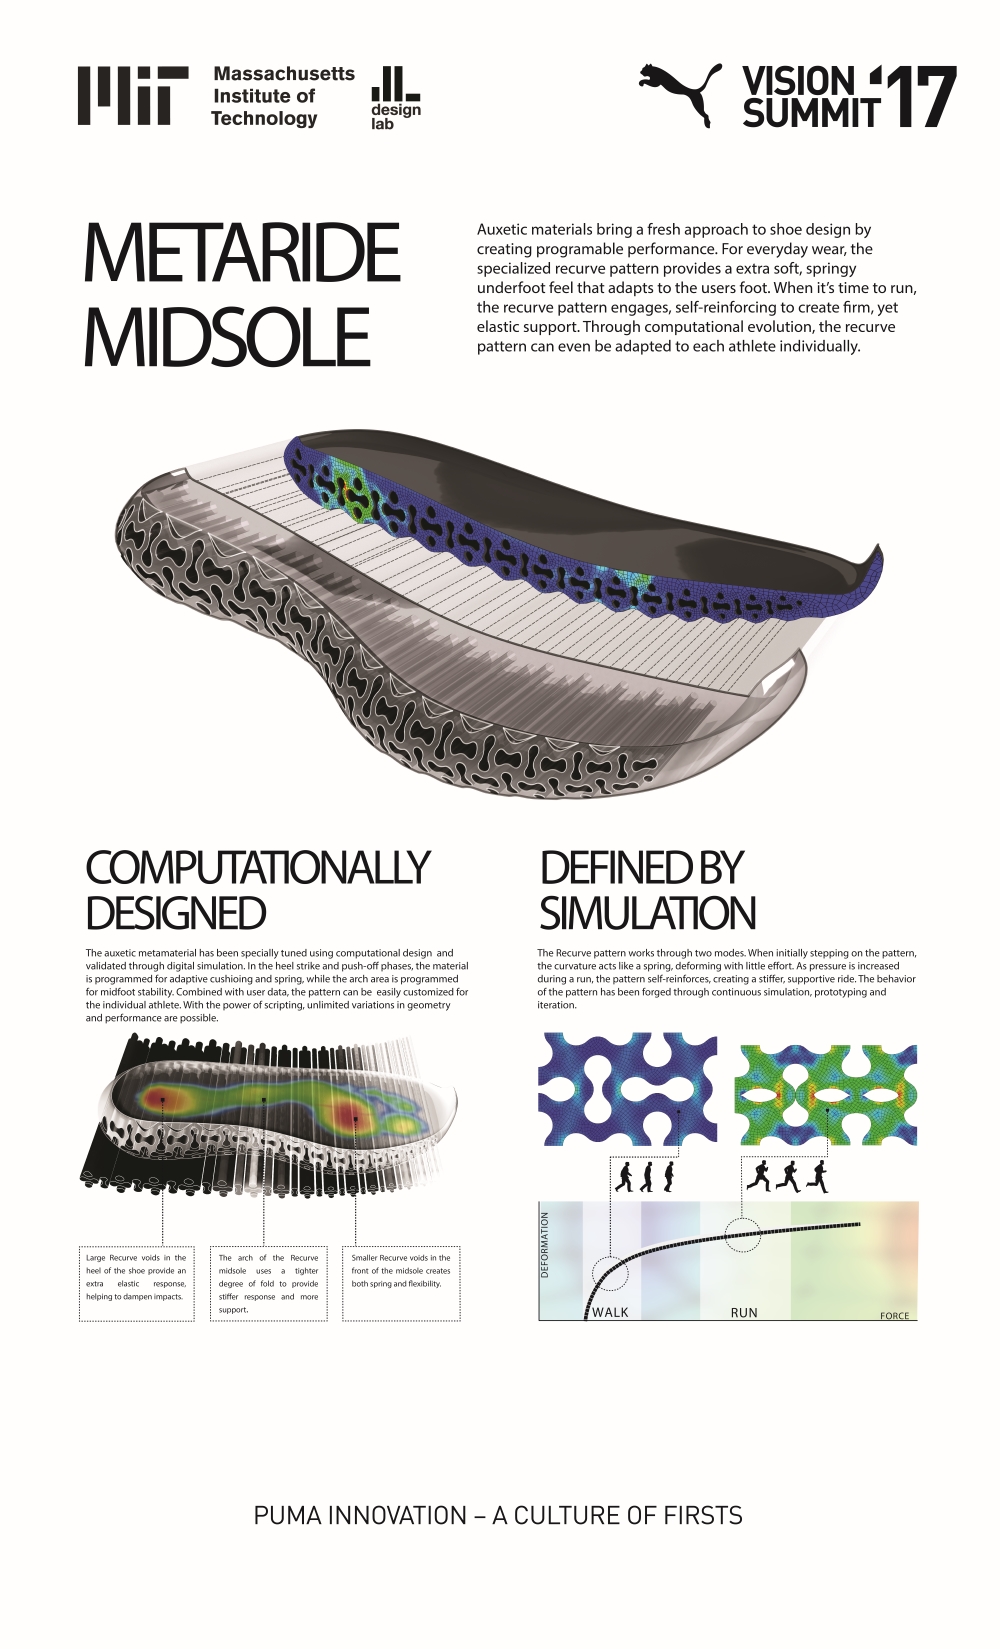 Massachusetts
Institute of
Technology
design
lab
VISION
SUMMIT '17
METARIDE
MIDSOLE
Auxetic materials bring a fresh approach to shoe design by
creating programable performance. For everyday wear, the
specialized recurve pattern provides a extra soft, springy
underfoot feel that adapts to the users foot. When it's time to run,
the recurve pattern engages, self-reinforcing to create firm, yet
elastic support. Through computational evolution, the recurve
pattern can even be adapted to each athlete individually.
COMPUTATIONALLY
DESIGNED
The auxetic metamaterial has been specially tuned using computational design and
validated through digital simulation. In the heel strike and push-off phases, the material
is programmed for adaptive cushioing and spring, while the arch area is programmed
for midfoot stability. Combined with user data, the pattern can be easily customized for
the individual athlete. With the power of scripting, unlimited variations in geometry
and performance are possible.
Large Recurve voids in the
heel of the shoe provide an
extra elastic response,
helping to dampen impacts.
The arch of the Recurve
midsole uses a tighter
degree of fold to provide
stiffer response and more
support.
Smaller Recurve voids in the
front of the midsole creates
both spring and flexibility.
DEFINED BY
SIMULATION
The Recurve pattern works through two modes. When initially stepping on the pattern,
the curvature acts like a spring, deforming with little effort. As pressure is increased
during a run, the pattern self-reinforces, creating a stiffer, supportive ride. The behavior
of the pattern has been forged through continuous simulation, prototyping and
iteration.
DEFORMATION
WALK
RUN
FORCE
PUMA INNOVATION – A CULTURE OF FIRSTS